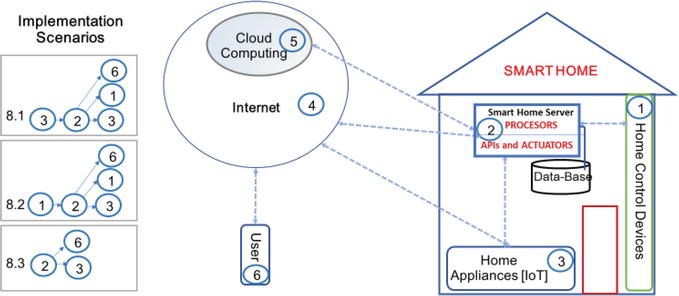 Implementation
Scenarios
6
1
8.1 3 2 3
6
1
8.2 1 2 3
6
8.3 2 3
Cloud
Computing 5
Internet 4
User
6
SMART HOME
1
Home Control Devices
Smart Home Server
2 PROCESORS
APIs and ACTUATORS
Data-Base
Home
Appliances [IoT] 3